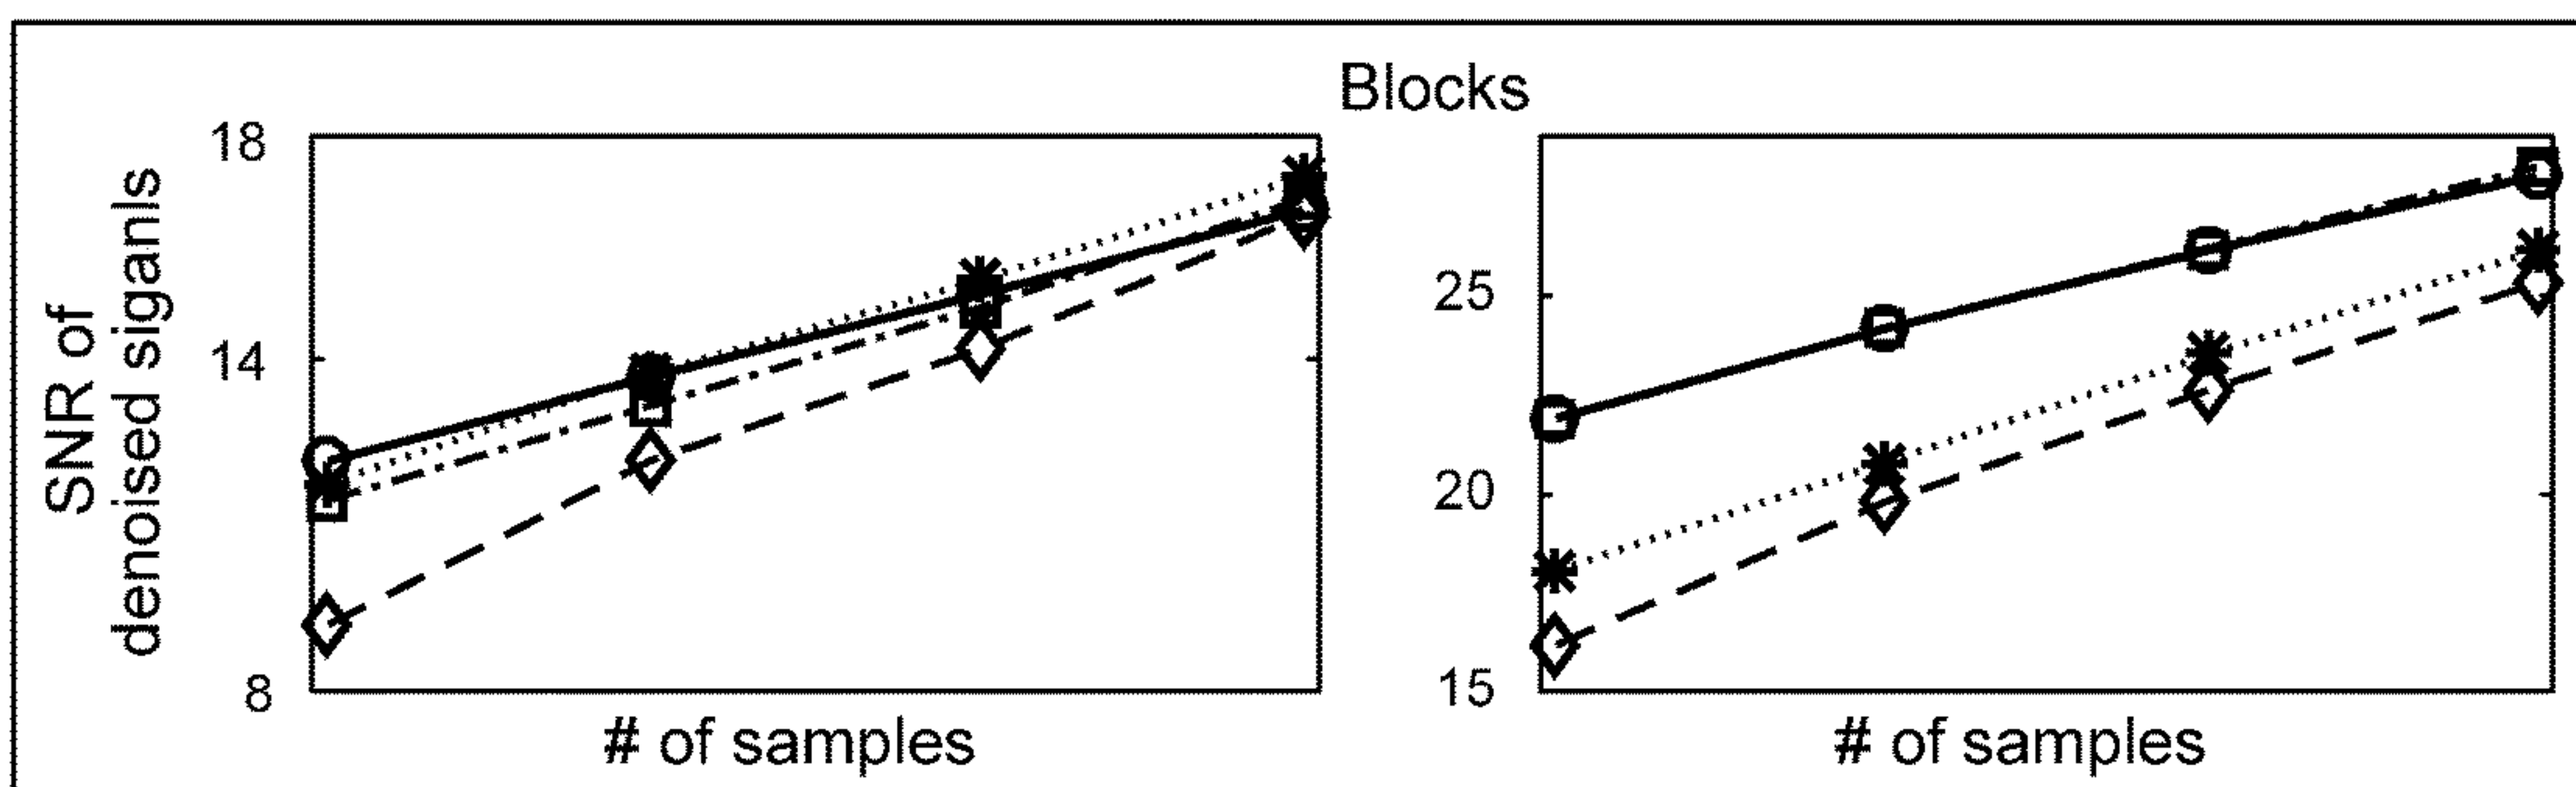 Blocks
SNR of
denoised siganls
18
14
8
# of samples
25
20
15
# of samples